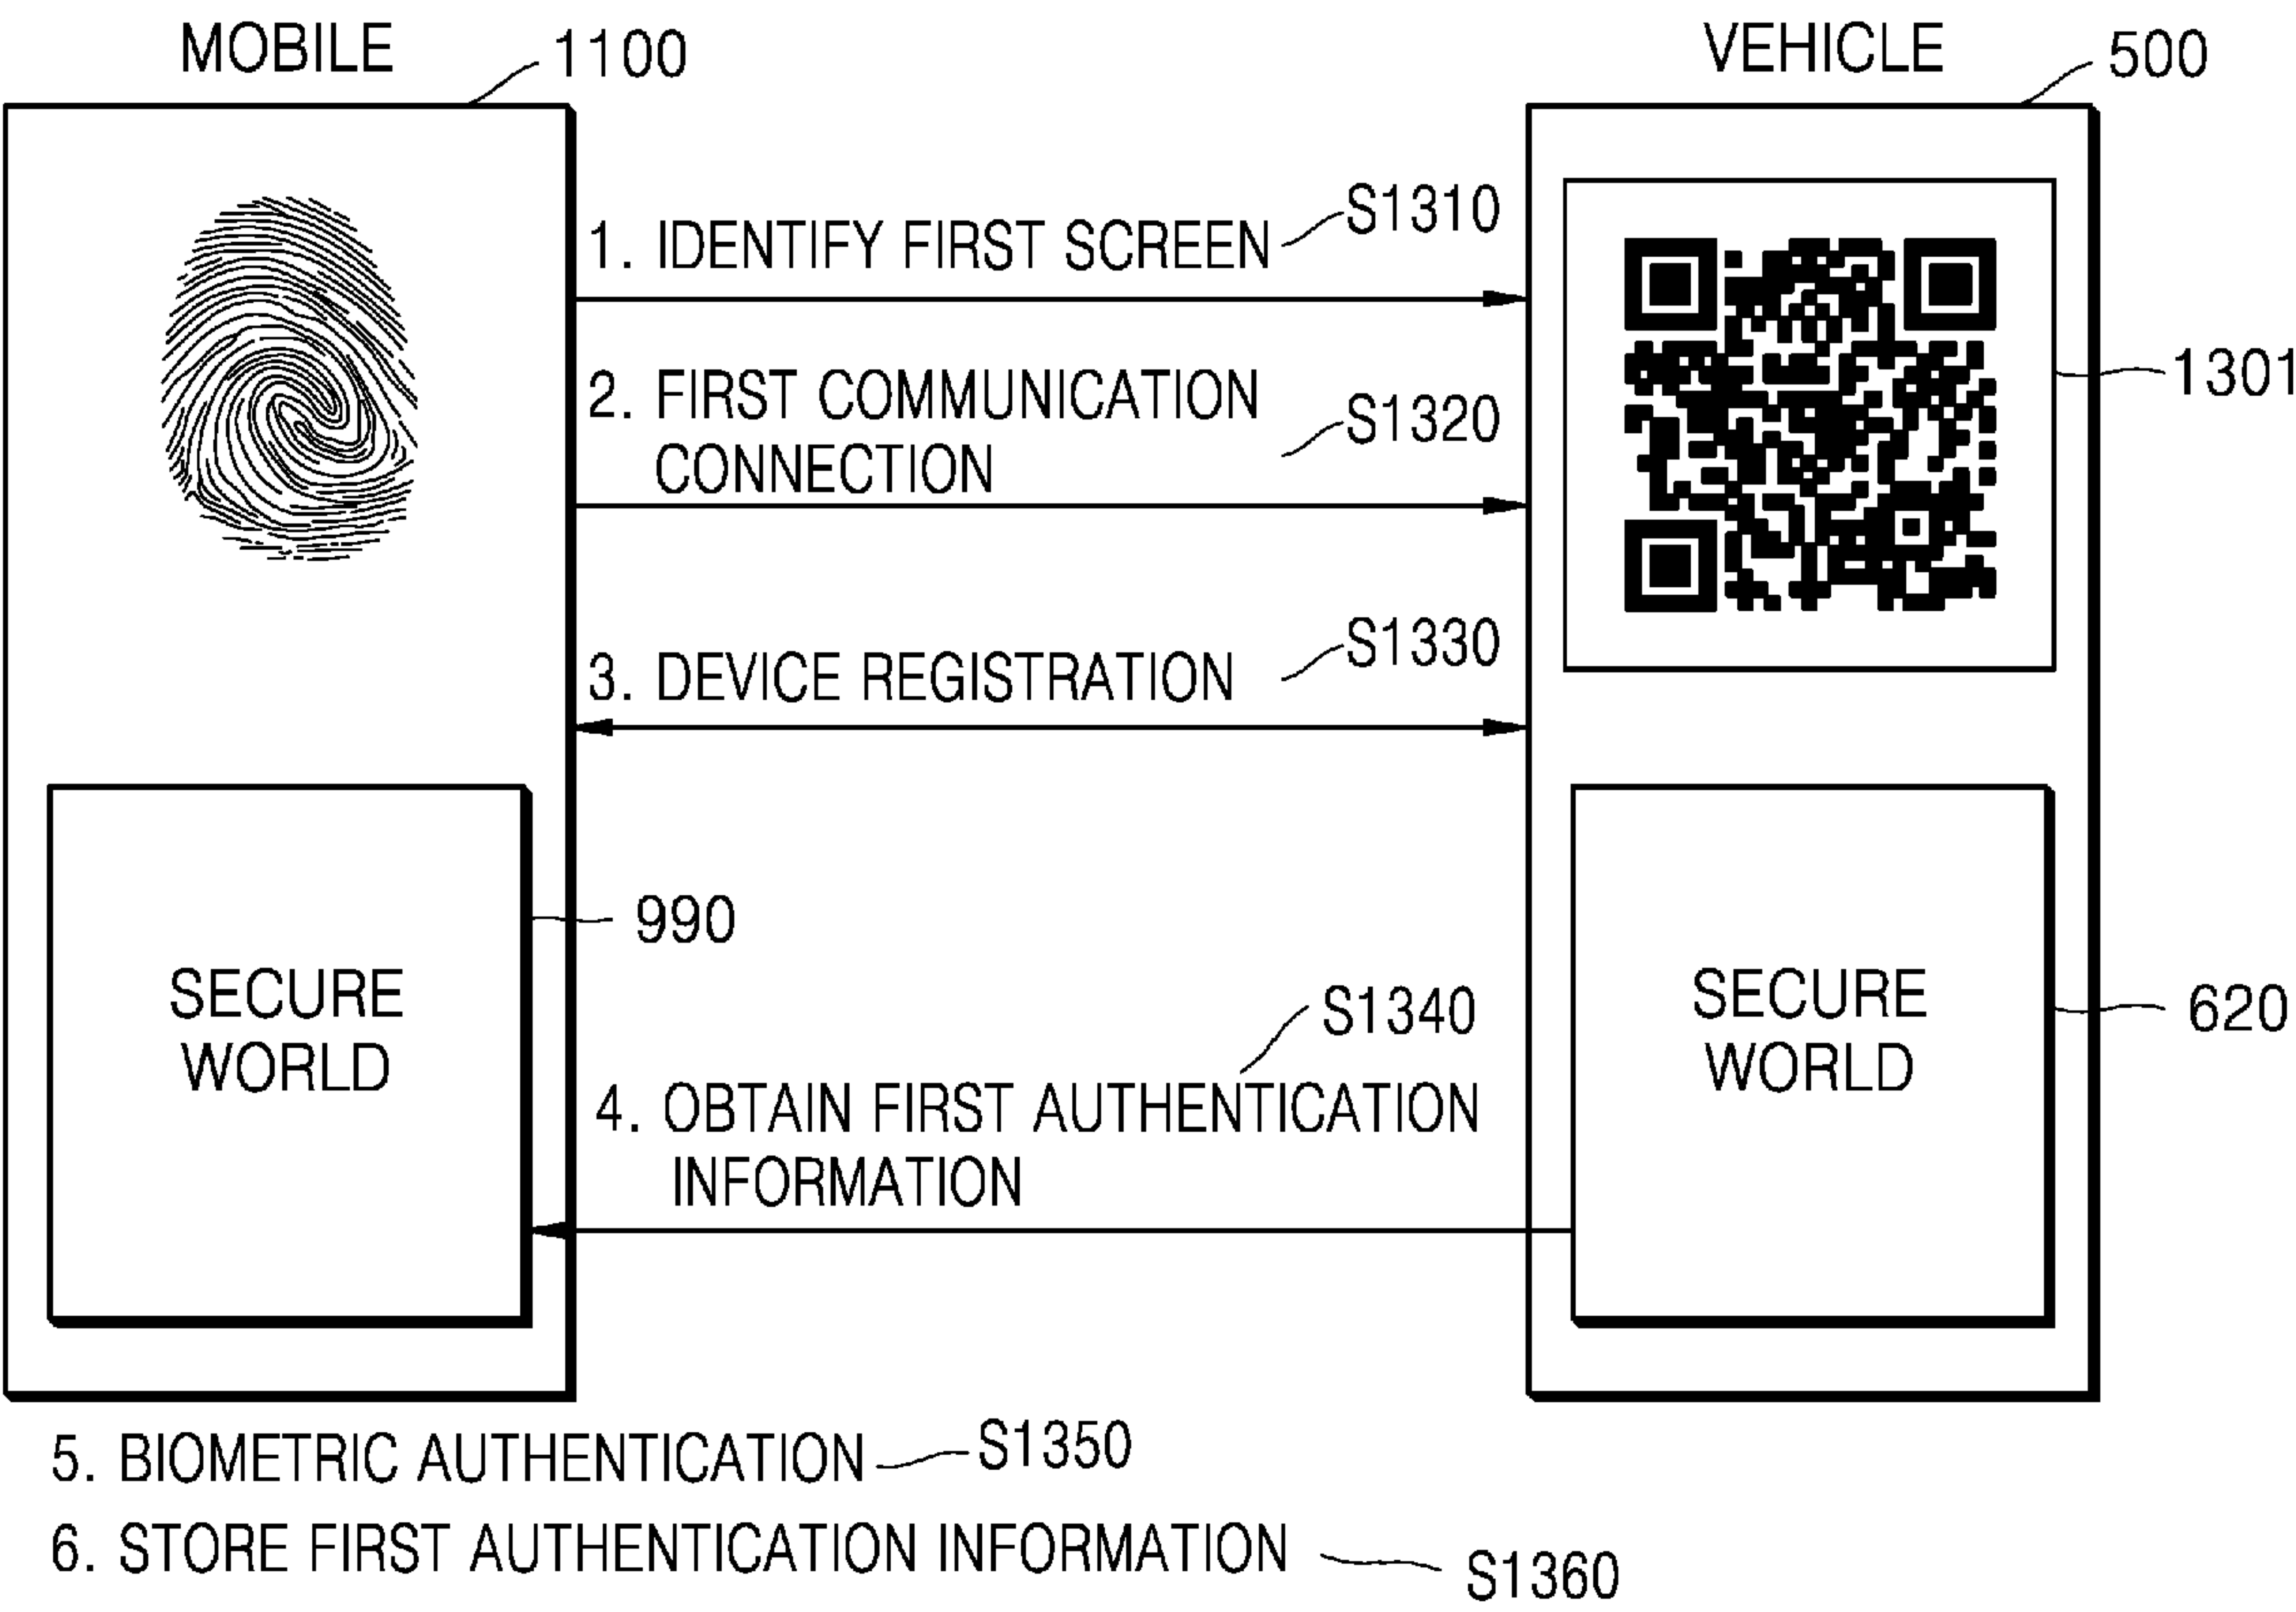 MOBILE
1100
VEHICLE
500
1. IDENTIFY FIRST SCREEN
S1310
1301
2. FIRST COMMUNICATION
CONNECTION
S1320
3. DEVICE REGISTRATION
S1330
990
SECURE
WORLD
SECURE
WORLD
620
S1340
4. OBTAIN FIRST AUTHENTICATION
INFORMATION
5. BIOMETRIC AUTHENTICATION
S1350
6. STORE FIRST AUTHENTICATION INFORMATION
S1360